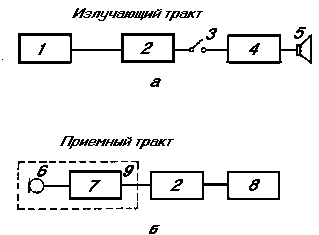 Излучающий тракт
1 2 3 4 5
а
Приемный тракт
6 7 9 2 8
б